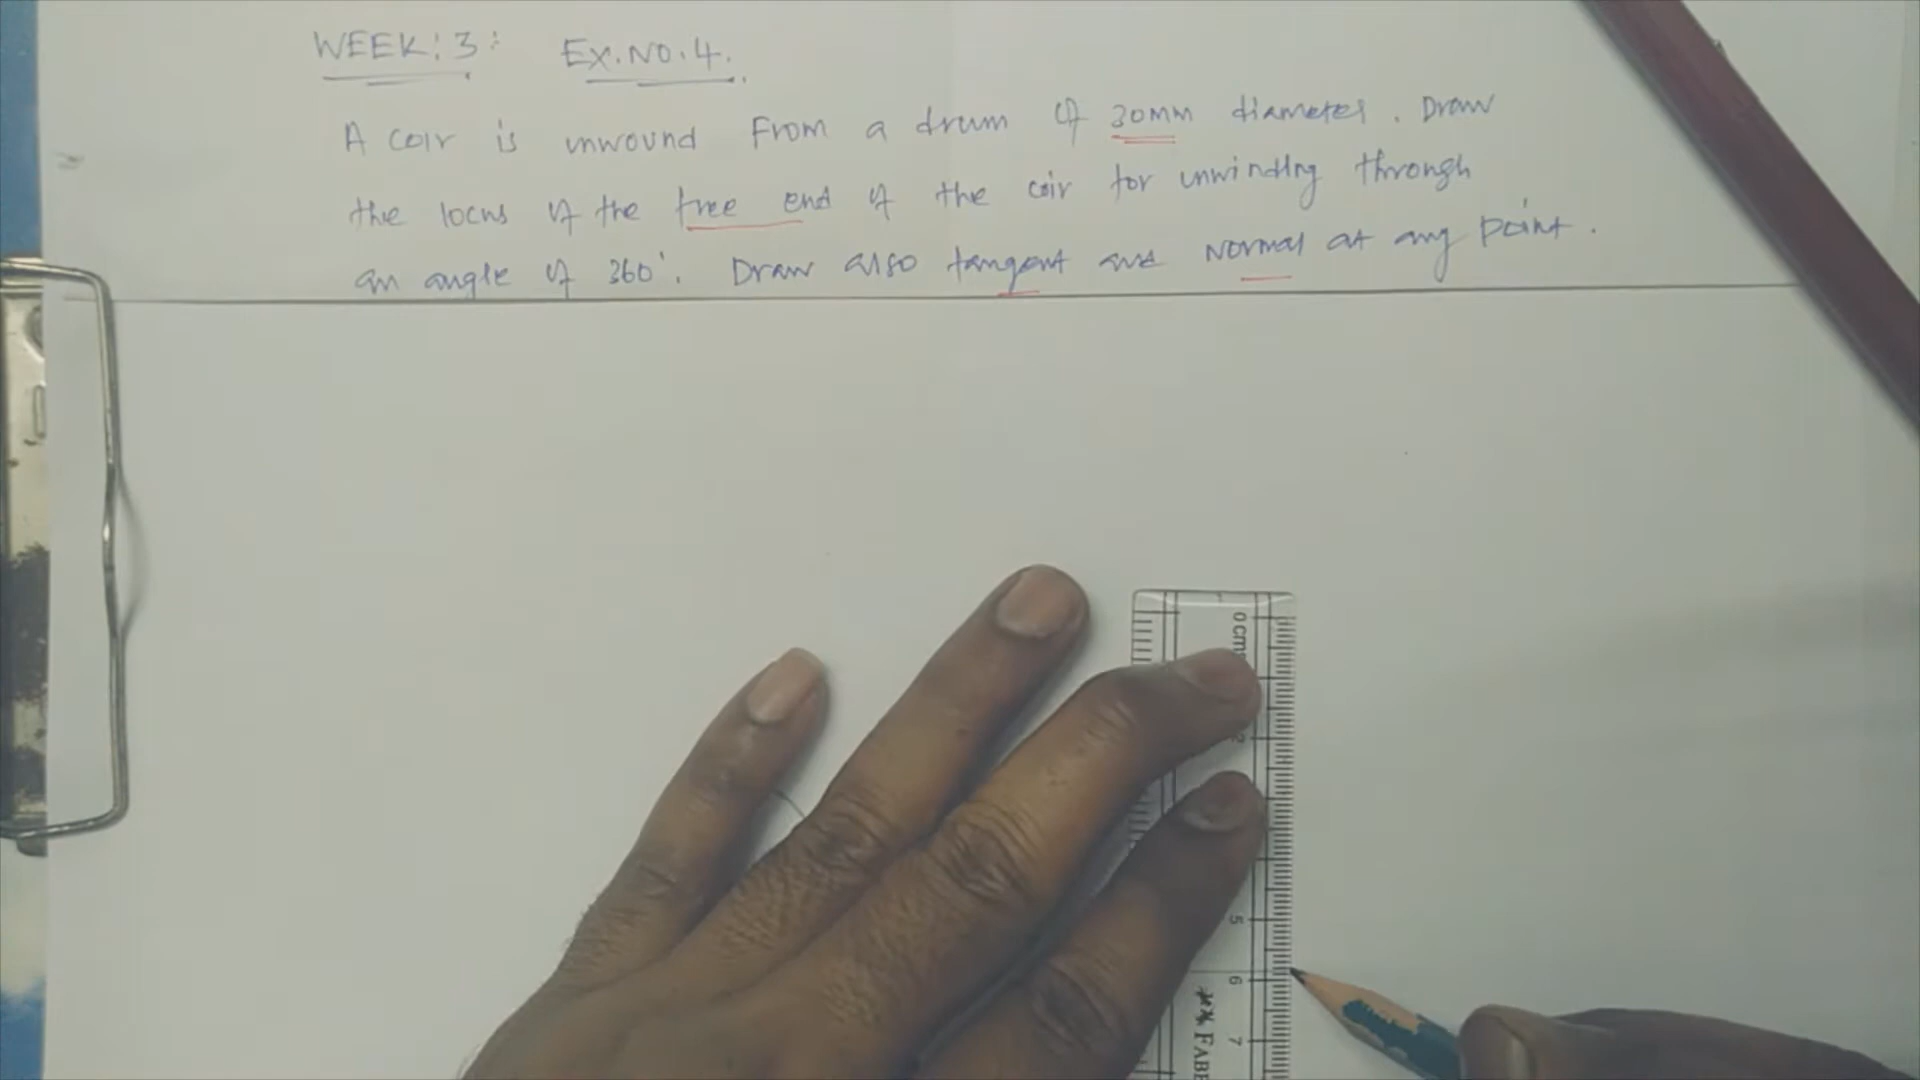 WEEK: 3:   Ex. No. 4.
A coir is unwound From a drum of 30mm diameter. Draw
the locus of the free end of the coir for unwinding through
an angle of 360°. Draw also tangent and Normal at any point.
0 cm
2
5
6
7